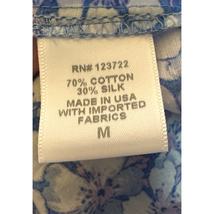 RN# 123722
70% COTTON
30% SILK
MADE IN USA
WITH IMPORTED
FABRICS
M